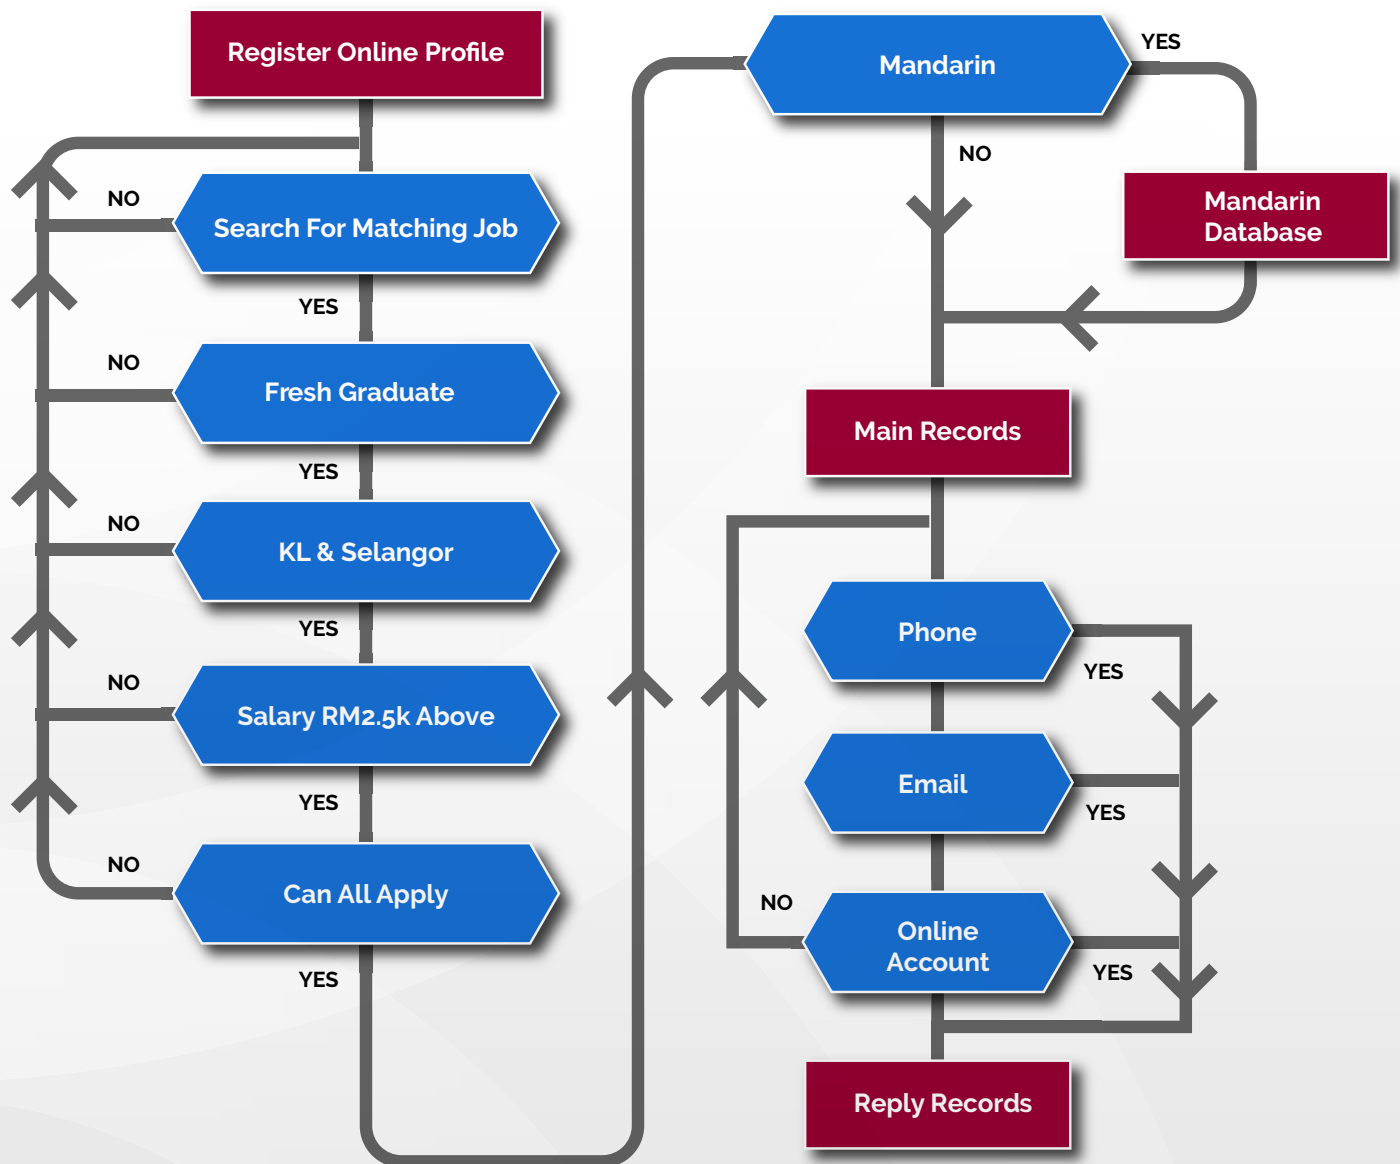 Register Online Profile
NO
Search For Matching Job
YES
NO
Fresh Graduate
YES
NO
KL & Selangor
YES
NO
Salary RM2.5k Above
YES
NO
Can All Apply
YES
Mandarin
YES
NO
Mandarin
Database
Main Records
Phone
YES
Email
YES
NO
Online
Account
YES
Reply Records